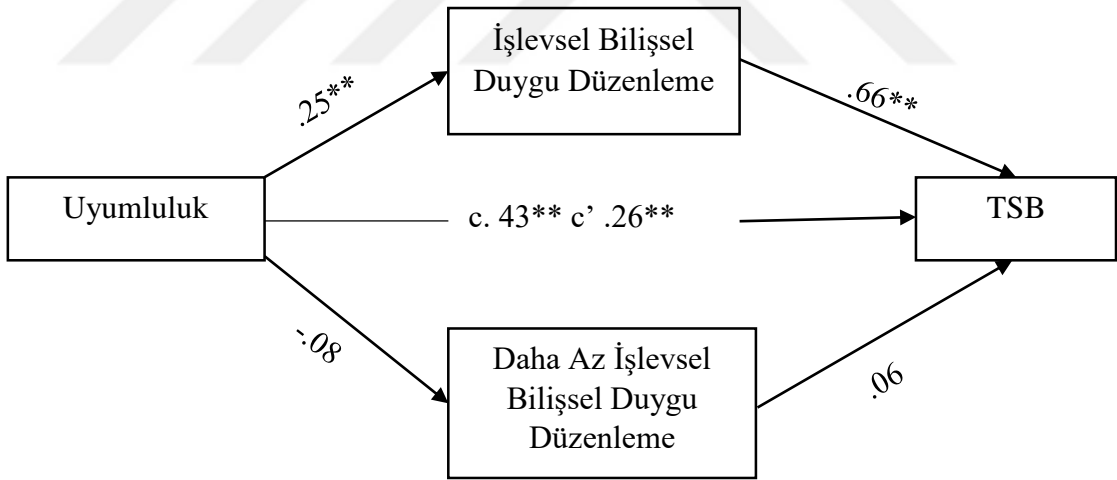 İşlevsel Bilişsel
Duygu Düzenleme
.25**
.66**
Uyumluluk
c. 43** c’ .26**
TSB
-.08
Daha Az İşlevsel
Bilişsel Duygu
Düzenleme
.06